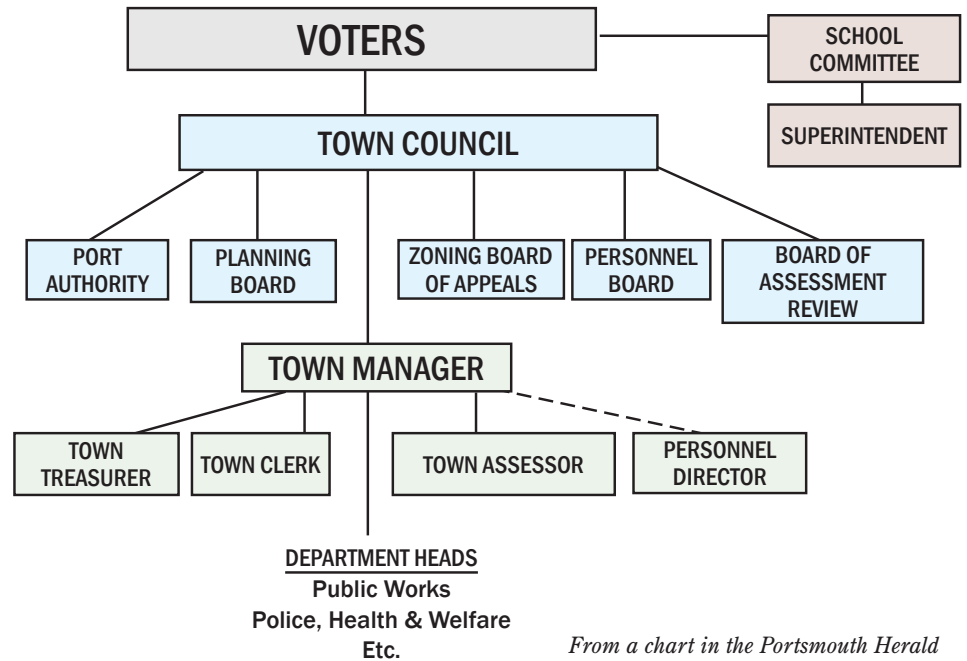 VOTERS
SCHOOL
COMMITTEE
SUPERINTENDENT
TOWN COUNCIL
PORT
AUTHORITY
PLANNING
BOARD
ZONING BOARD
OF APPEALS
PERSONNEL
BOARD
BOARD OF
ASSESSMENT
REVIEW
TOWN MANAGER
TOWN
TREASURER
TOWN CLERK
TOWN ASSESSOR
PERSONNEL
DIRECTOR
DEPARTMENT HEADS
Public Works
Police, Health & Welfare
Etc.
From a chart in the Portsmouth Herald